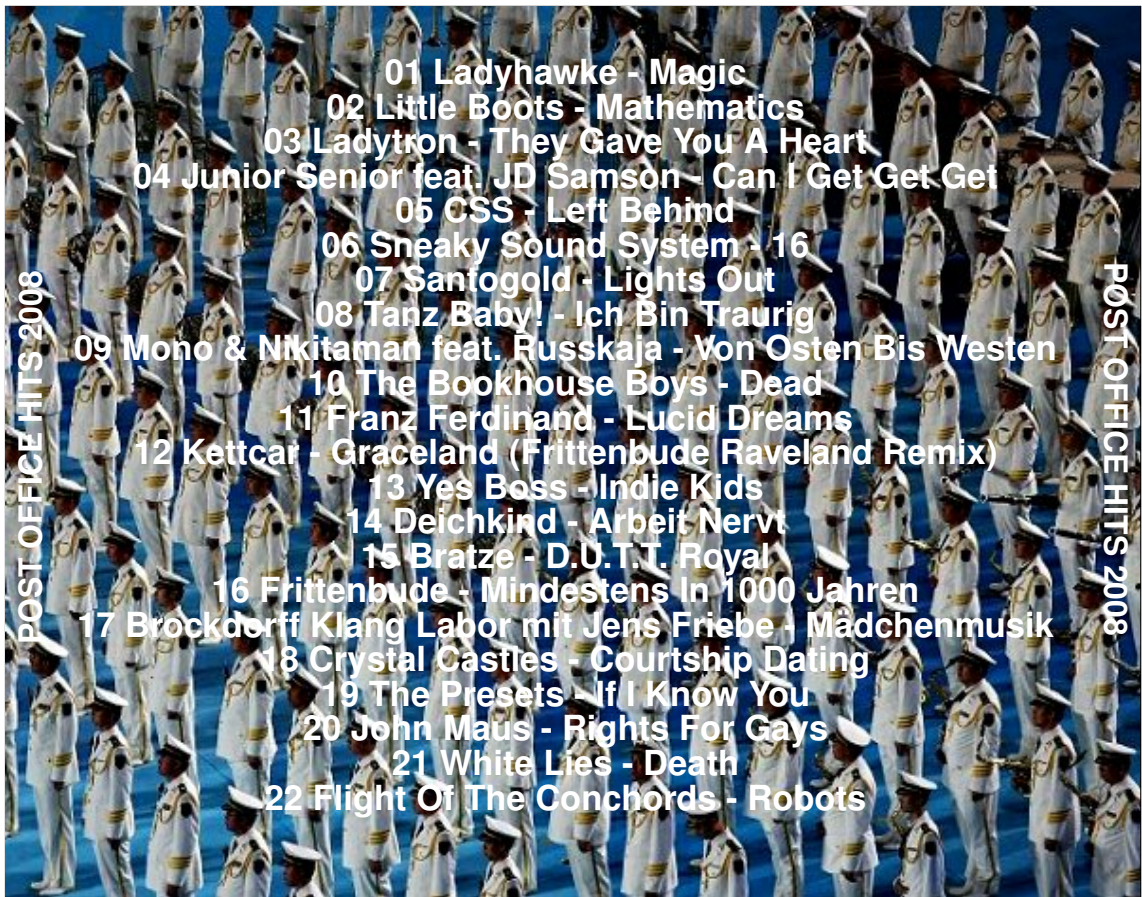 01 Ladyhawke - Magic
02 Little Boots - Mathematics
03 Ladytron - They Gave You A Heart
04 Junior Senior feat. JD Samson - Can I Get Get Get
05 CSS - Left Behind
06 Sneaky Sound System - 16
07 Santogold - Lights Out
08 Tanz Baby! - Ich Bin Traurig
09 Mono & Nikitaman feat. Russkaja - Von Osten Bis Westen
10 The Bookhouse Boys - Dead
11 Franz Ferdinand - Lucid Dreams
12 Kettcar - Graceland (Frittenbude Raveland Remix)
13 Yes Boss - Indie Kids
14 Deichkind - Arbeit Nervt
15 Bratze - D.U.T.T. Royal
16 Frittenbude - Mindestens In 1000 Jahren
17 Brockdorff Klang Labor mit Jens Friebe - Mädchenmusik
18 Crystal Castles - Courtship Dating
19 The Presets - If I Know You
20 John Maus - Rights For Gays
21 White Lies - Death
22 Flight Of The Conchords - Robots
POST OFFICE HITS 2008
POST OFFICE HITS 2008